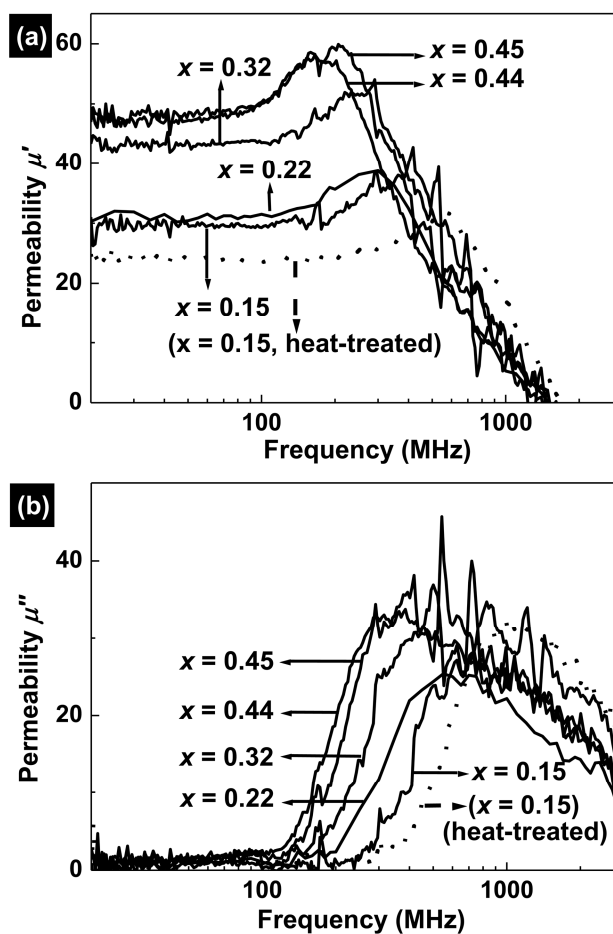 (a)
60
40
20
0
Permeability μ′
x = 0.45
x = 0.44
x = 0.32
x = 0.22
x = 0.15
(x = 0.15, heat-treated)
100
1000
Frequency (MHz)
(b)
40
20
0
Permeability μ″
x = 0.45
x = 0.44
x = 0.32
x = 0.22
x = 0.15
(x = 0.15)
(heat-treated)
100
1000
Frequency (MHz)